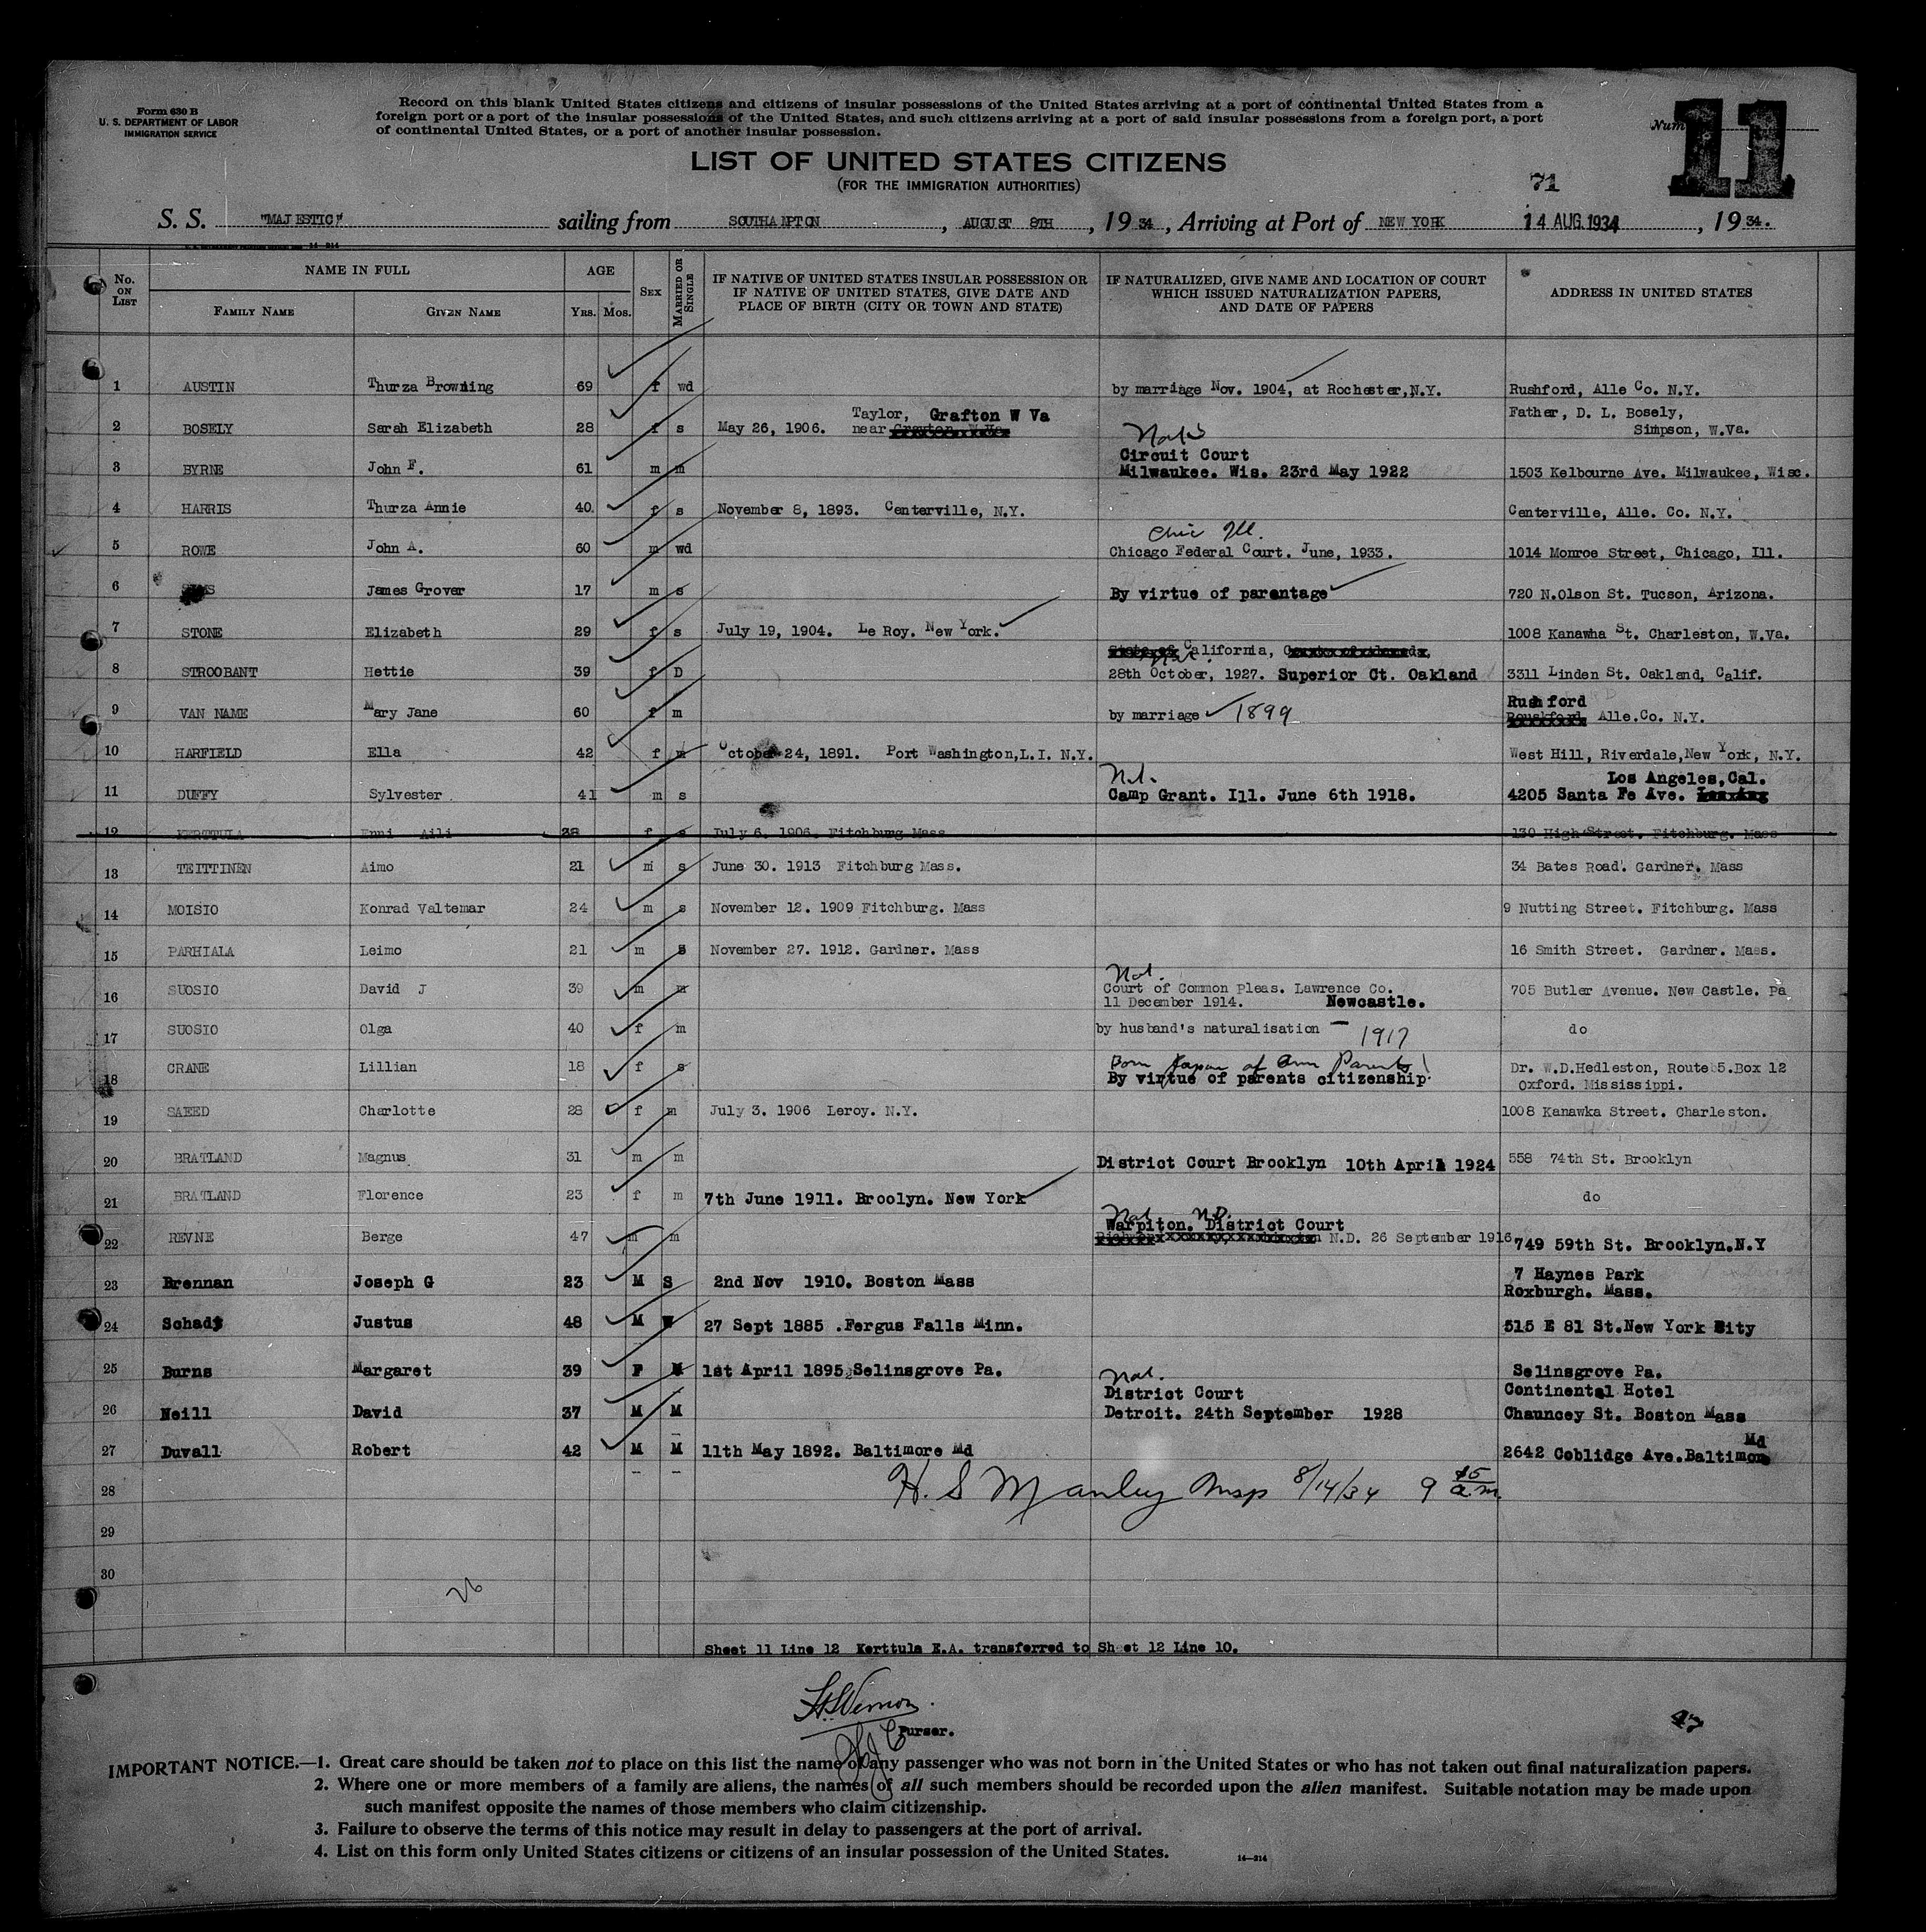 Form 630 B
U. S. DEPARTMENT OF LABOR
IMMIGRATION SERVICE
Record on this blank United States citizens and citizens of insular possessions of the United States arriving at a port of continental United States from a
foreign port or a port of the insular possessions of the United States, and such citizens arriving at a port of said insular possessions from a foreign port, a port
of continental United States, or a port of another insular possession.
11
LIST OF UNITED STATES CITIZENS
(FOR THE IMMIGRATION AUTHORITIES)
71
S. S. "MAJESTIC" sailing from SOUTHAMPTON, AUGUST 8TH, 1934, Arriving at Port of NEW YORK 14 AUG. 1934, 1934.
No. ON LIST NAME IN FULL FAMILY NAME GIVEN NAME AGE YRS. MOS. SEX MARRIED OR SINGLE IF NATIVE OF UNITED STATES INSULAR POSSESSION OR IF NATIVE OF UNITED STATES, GIVE DATE AND PLACE OF BIRTH (CITY OR TOWN AND STATE) IF NATURALIZED, GIVE NAME AND LOCATION OF COURT WHICH ISSUED NATURALIZATION PAPERS, AND DATE OF PAPERS ADDRESS IN UNITED STATES
1 AUSTIN Thurza Browning 69 f wd by marriage Nov. 1904, at Rochester,N.Y. Rushford, Alle Co. N.Y.
Taylor, Grafton W Va Father, D. L. Bosely,
2 BOSELY Sarah Elizabeth 28 f s May 26, 1906. near Simpson, W.Va.
Circuit Court
3 BYRNE John F. 61 m m Milwaukee. Wis. 23rd May 1922 1503 Kelbourne Ave. Milwaukee, Wisc.
4 HARRIS Thurza Annie 40. f s November 8, 1893. Centerville, N.Y. Centerville, Alle. Co. N.Y.
Chic Ill.
5 ROWE John A. 60 m wd Chicago Federal Court. June, 1933. 1014 Monroe Street, Chicago, Ill.
6 James Grover 17 m s By virtue of parentage 720 N.Olson St. Tucson, Arizona.
7 STONE Elizabeth 29 f s July 19, 1904. Le Roy. New York. 1008 Kanawha St. Charleston, W.Va.
State of California,
Nat.
8 STROOBANT Hettie 39 f D 28th October, 1927. Superior Ct. Oakland 3311 Linden St. Oakland, Calif.
Rushford
9 VAN NAME Mary Jane 60 f m by marriage 1899 Alle.Co. N.Y.
10 HARFIELD Ella 42 f m October 24, 1891. Port Washington,L.I. N.Y. West Hill, Riverdale,New York, N.Y.
Nat. Los Angeles,Cal.
11 DUFFY Sylvester 41 m s Camp Grant. Ill. June 6th 1918. 4205 Santa Fe Ave.
12 KERTTULA Enni Aili 28 f s July 6. 1906. Fitchburg Mass 130 High Street. Fitchburg. Mass
13 TEITTINEN Aimo 21 m s June 30. 1913 Fitchburg Mass. 34 Bates Road. Gardner. Mass
14 MOISIO Konrad Valtemar 24 m s November 12. 1909 Fitchburg. Mass 9 Nutting Street. Fitchburg. Mass
15 PARHIALA Leimo 21 m s November 27. 1912. Gardner. Mass 16 Smith Street. Gardner. Mass.
Nat.
Court of Common Pleas. Lawrence Co.
16 SUOSIO David J 39 m m 11 December 1914. Newcastle. 705 Butler Avenue. New Castle. Pa
17 SUOSIO Olga 40 f m by husband's naturalisation - 1917 do
Born Japan of Am Parents
18 CRANE Lillian 18 f s By virtue of parents citizenship. Dr. W.D.Hedleston, Route 5.Box 12
Oxford. Mississippi.
19 SAEED Charlotte 28 f m July 3. 1906 Leroy. N.Y. 1008 Kanawka Street. Charleston.
20 BRATLAND Magnus 31 m m District Court Brooklyn 10th April 1924 558 74th St. Brooklyn
21 BRATLAND Florence 23 f m 7th June 1911. Broolyn. New York do
Nat N.D.
Warpiton. District Court
22 REVNE Berge 47 m m N.D. 26 September 1916 749 59th St. Brooklyn.N.Y
23 Brennan Joseph G 23 M S 2nd Nov 1910. Boston Mass 7 Haynes Park
Roxburgh. Mass.
24 Schadt Justus 48 M W 27 Sept 1885 .Fergus Falls Minn. 515 E 81 St.New York City
25 Burns Margaret 39 F M 1st April 1895 Selinsgrove Pa. Selinsgrove Pa.
Nat.
District Court Continental Hotel
26 Neill David 37 M M Detroit. 24th September 1928 Chauncey St. Boston Mass
Md
27 Duvall Robert 42 M M 11th May 1892. Baltimore Md 2642 Coblidge Ave.Baltimore
28 H. S Manley Insp 8/14/34 9 45 a.m.
29
30
26
Sheet 11 Line 12 Kerttula E.A. transferred to Sheet 12 Line 10.
Purser.
IMPORTANT NOTICE.—1. Great care should be taken not to place on this list the name of any passenger who was not born in the United States or who has not taken out final naturalization papers.
2. Where one or more members of a family are aliens, the names of all such members should be recorded upon the alien manifest. Suitable notation may be made upon
such manifest opposite the names of those members who claim citizenship.
3. Failure to observe the terms of this notice may result in delay to passengers at the port of arrival.
4. List on this form only United States citizens or citizens of an insular possession of the United States.
14—214